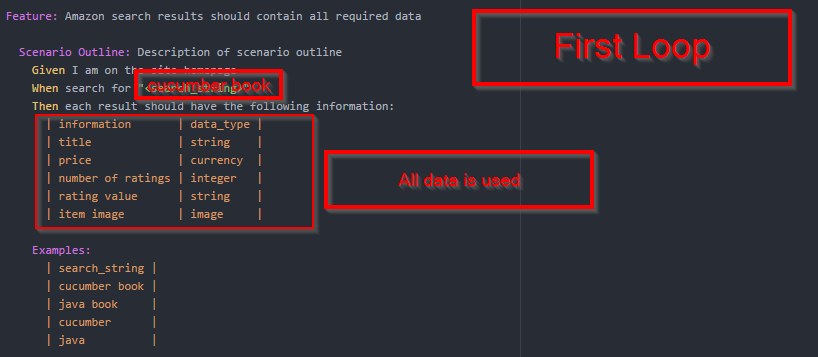 Feature: Amazon search results should contain all required data
First Loop
Scenario Outline: Description of scenario outline
Given I am on the site homepage
When search for "<search_string>"
cucumber book
Then each result should have the following information:
| information | data_type |
| title | string |
| price | currency |
| number of ratings | integer |
| rating value | string |
| item image | image |
All data is used
Examples:
| search_string |
| cucumber book |
| java book |
| cucumber |
| java |